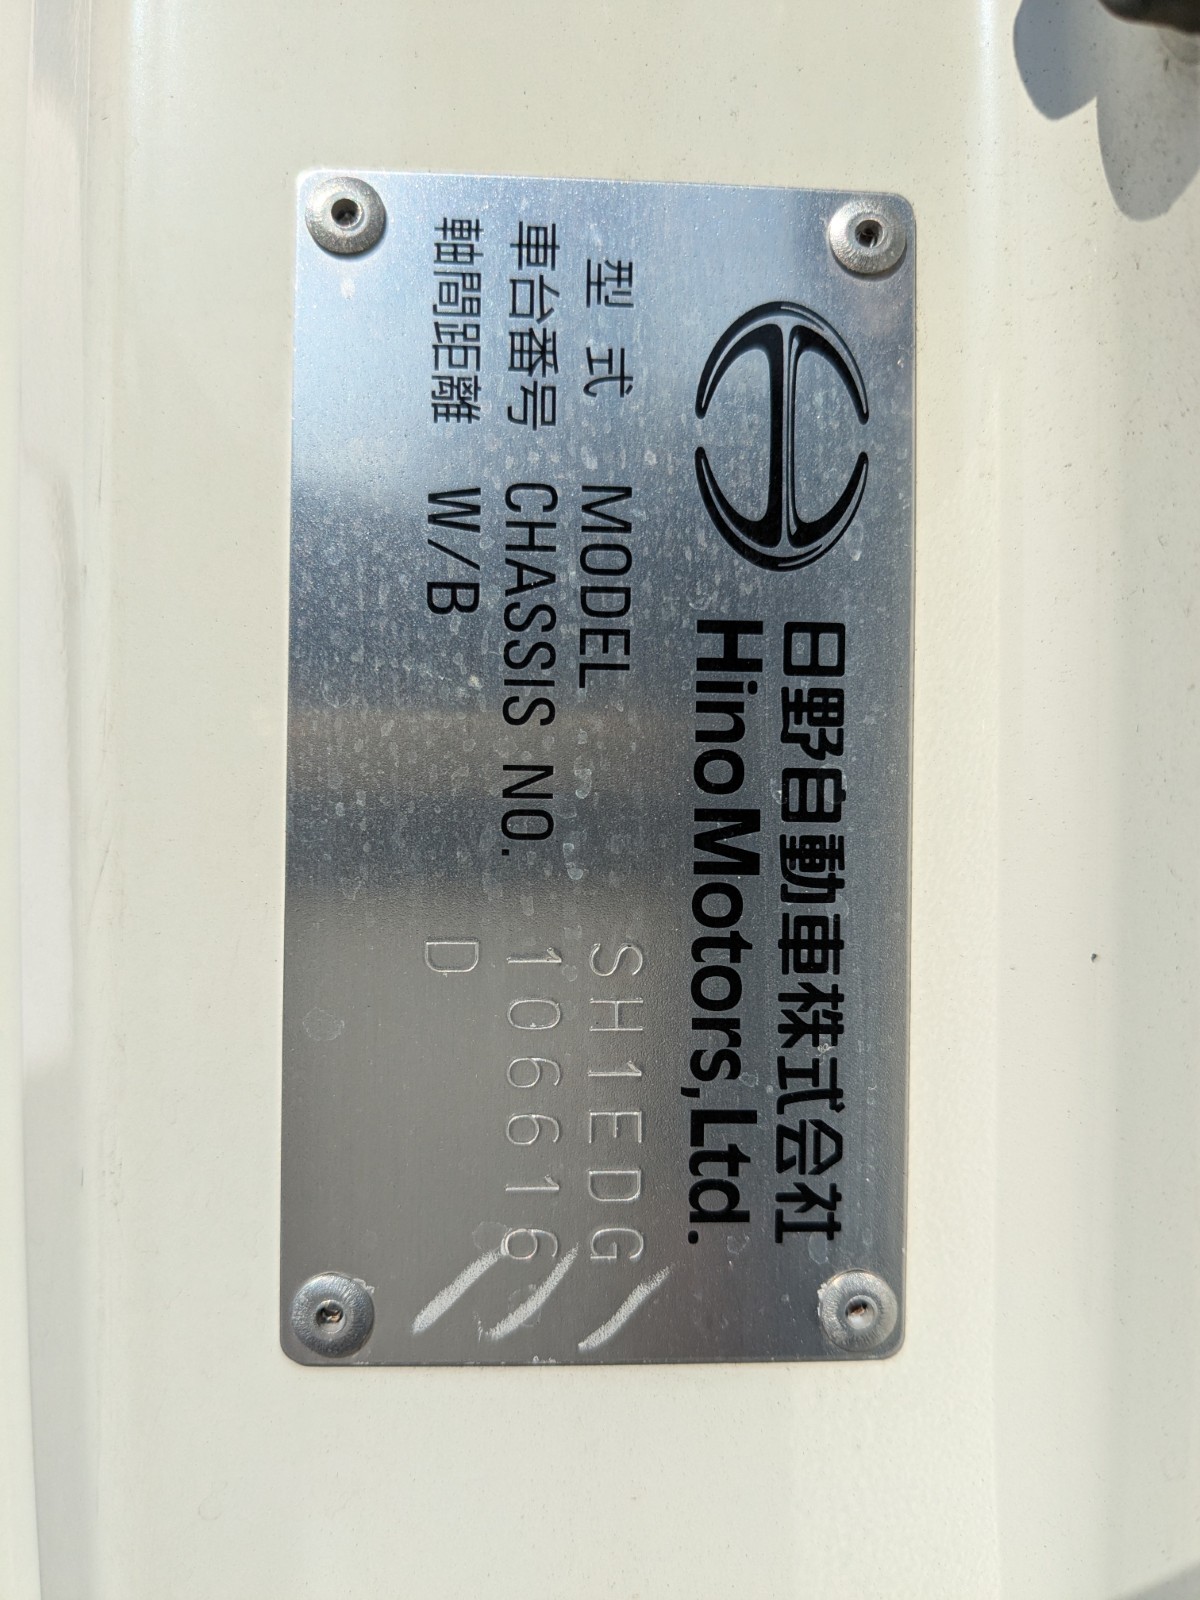 日野自動車株式会社
Hino Motors, Ltd.
型式 MODEL SH1EDG
車台番号 CHASSIS NO. 106616
軸間距離 W/B D